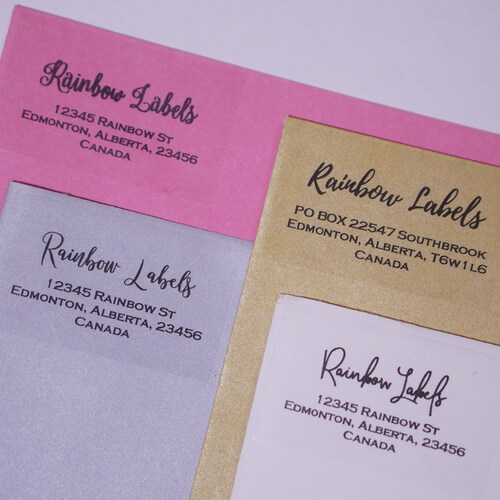 Rainbow Labels
12345 Rainbow St
Edmonton, Alberta, 23456
Canada
Rainbow Labels
PO Box 22547 Southbrook
Edmonton, Alberta, T6W1L6
Canada
Rainbow Labels
12345 Rainbow St
Edmonton, Alberta, 23456
Canada
Rainbow Labels
12345 Rainbow St
Edmonton, Alberta, 23456
Canada